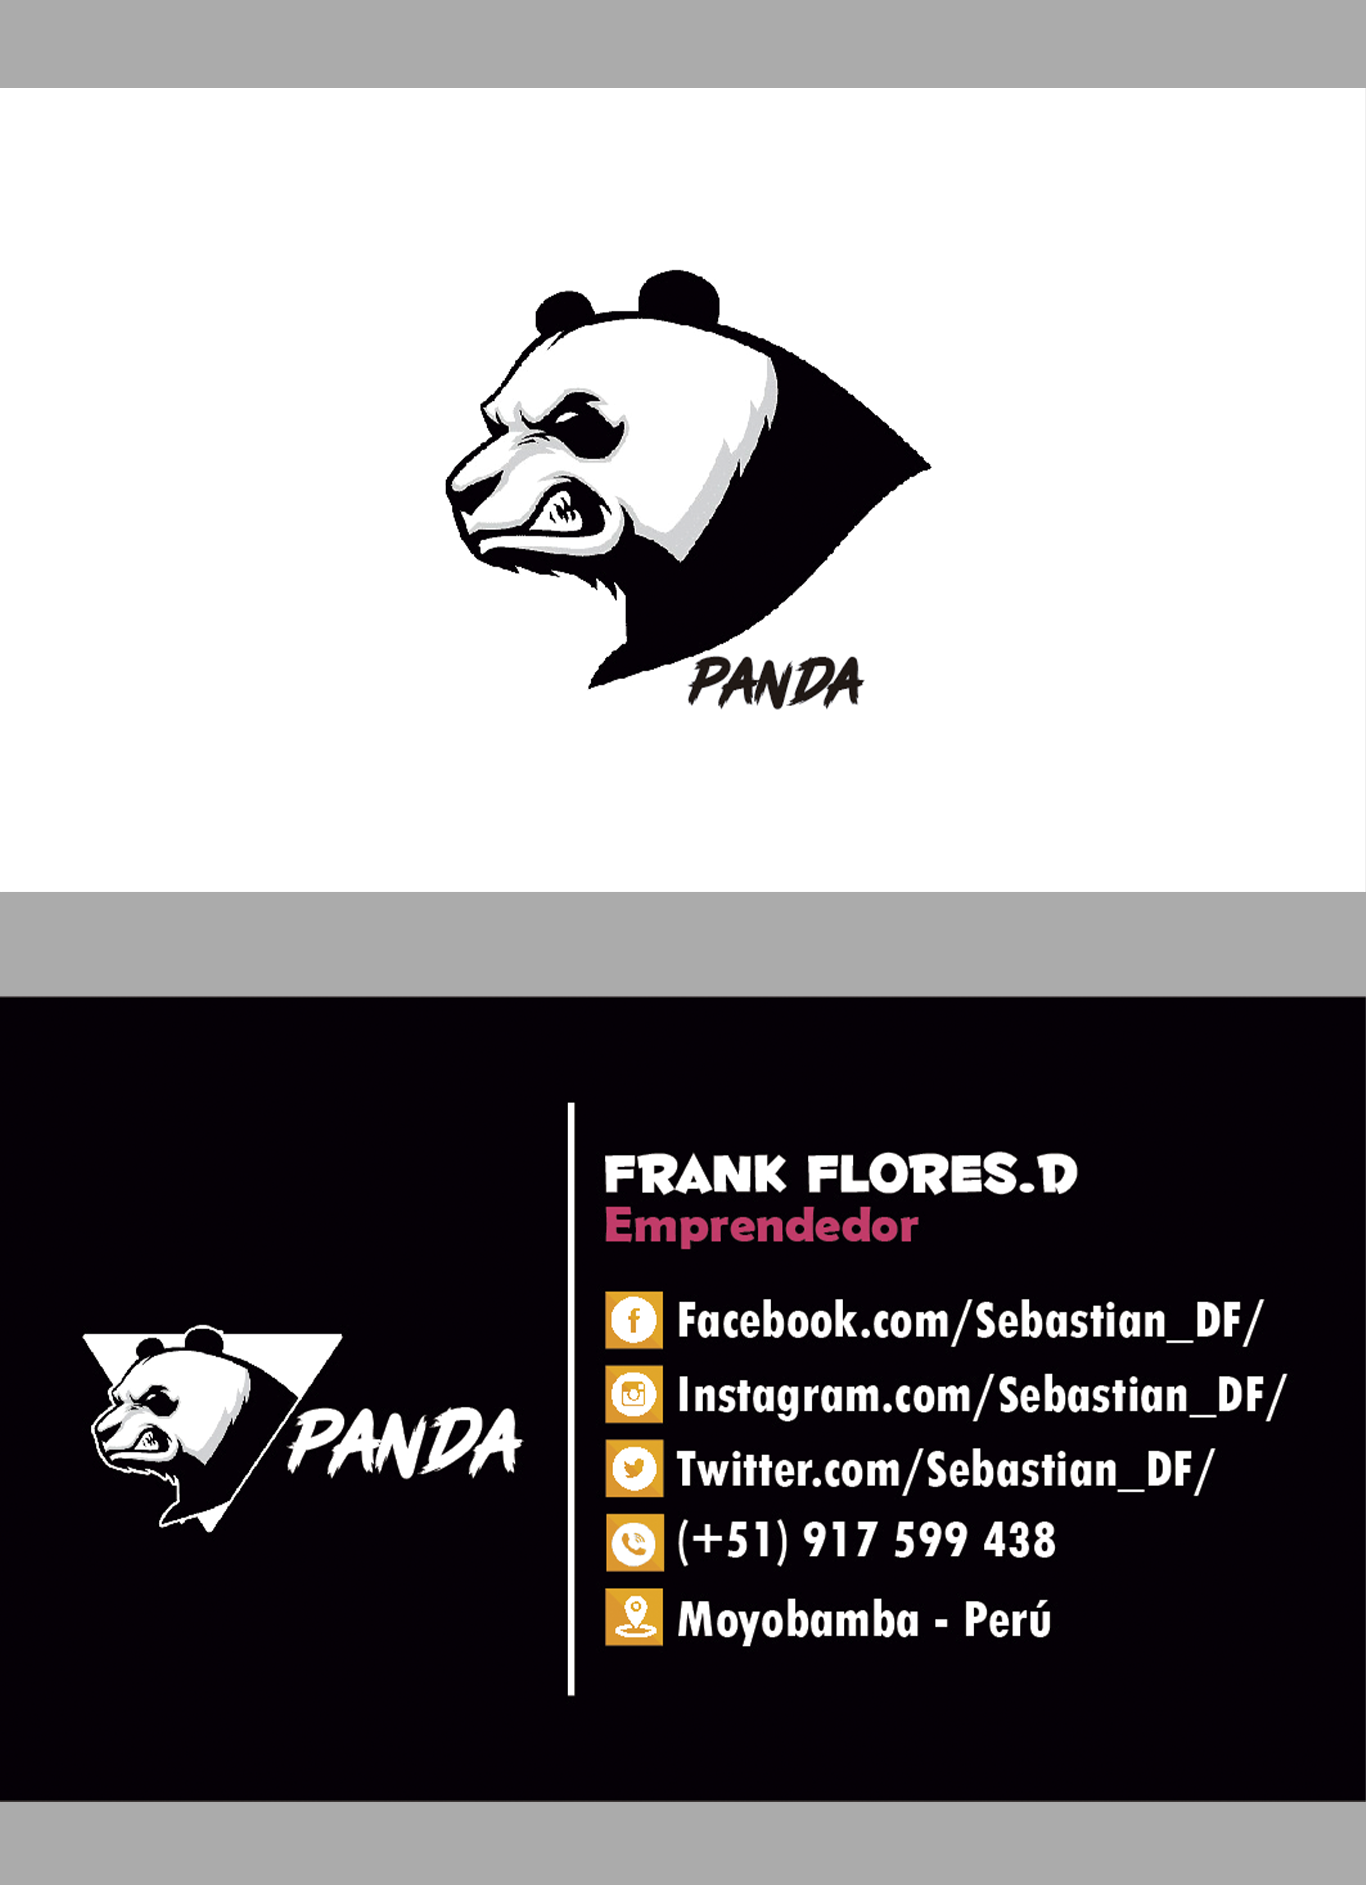 PANDA
FRANK FLORES.D
Emprendedor
Facebook.com/Sebastian_DF/
Instagram.com/Sebastian_DF/
Twitter.com/Sebastian_DF/
(+51) 917 599 438
Moyobamba - Perú
PANDA